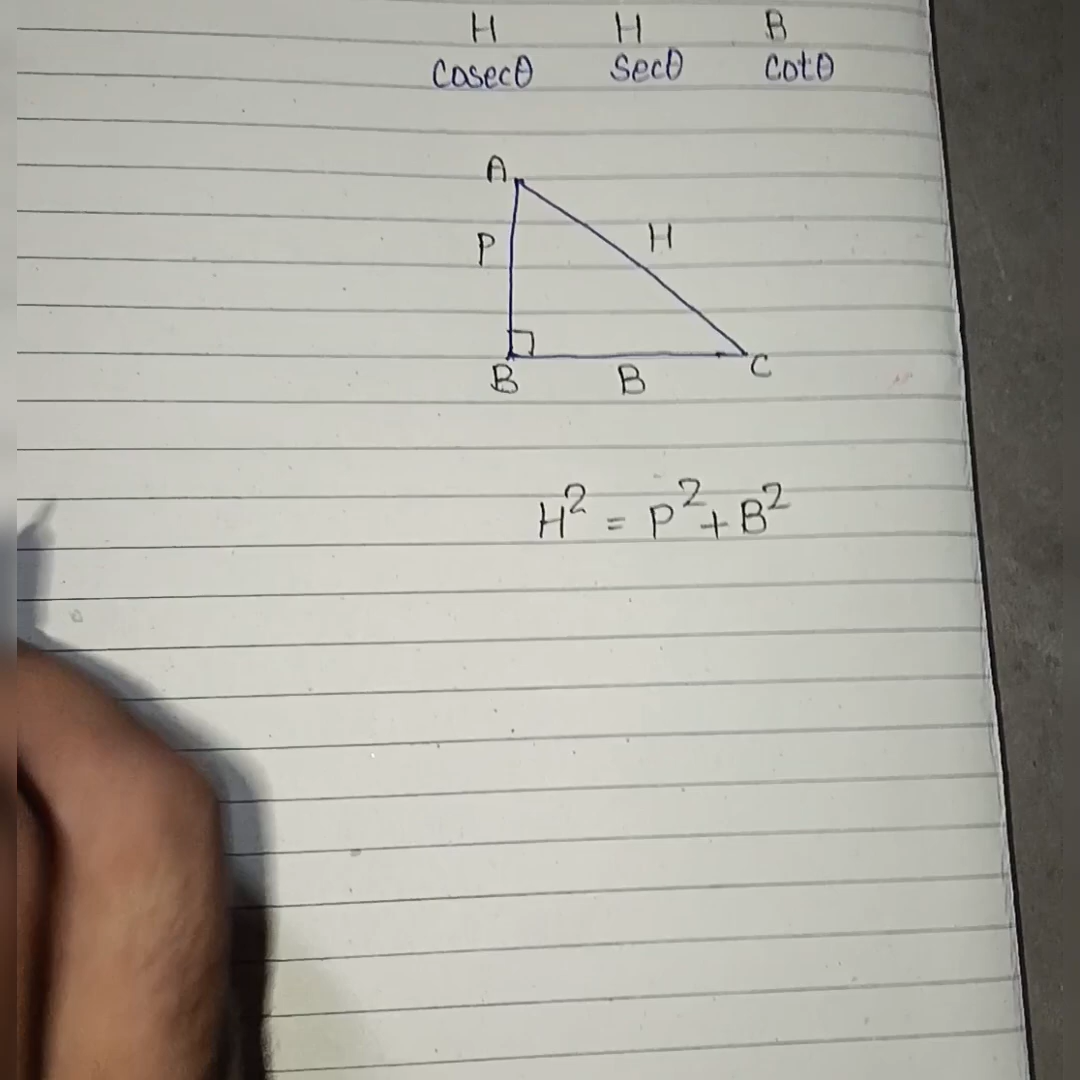 H H B
cosecθ secθ cotθ
A
P H
B B C
H² = P² + B²